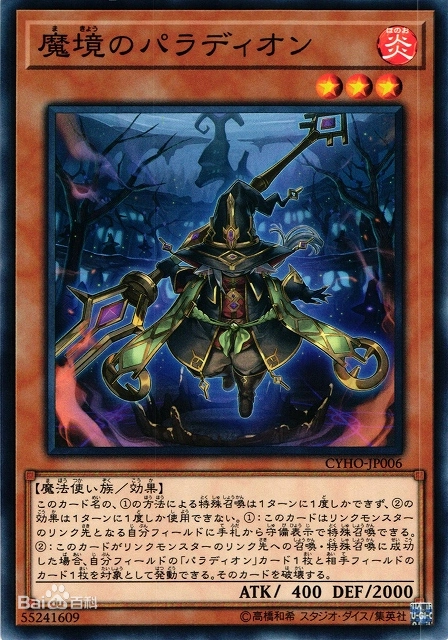 魔境のパラディオン
炎
CYHO-JP006
【魔法使い族／効果】
このカード名の、①の方法による特殊召喚は1ターンに1度しかできず、②の
効果は1ターンに1度しか使用できない。①：このカードはリンクモンスター
のリンク先となる自分フィールドに手札から守備表示で特殊召喚できる。
②：このカードがリンクモンスターのリンク先への召喚・特殊召喚に成功
した場合、自分フィールドの「パラディオン」カード1枚と相手フィールドの
カード1枚を対象として発動できる。そのカードを破壊する。
ATK/ 400 DEF/2000
Bai百科
55241609
©高橋和希 スタジオ・ダイス/集英社